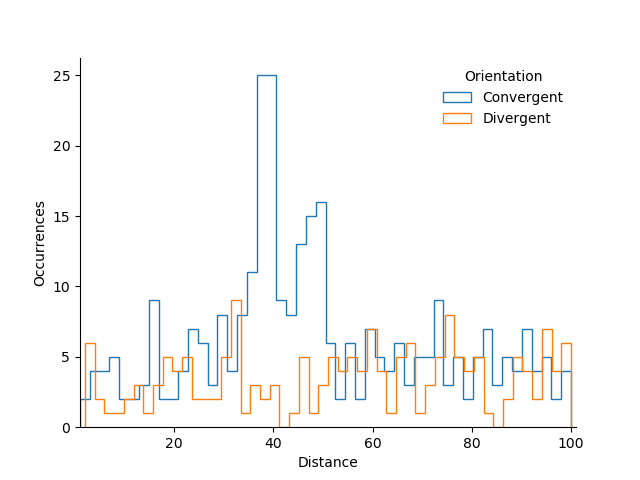 Orientation
Convergent
Divergent
25
20
15
10
5
0
Occurrences
20 40 60 80 100
Distance